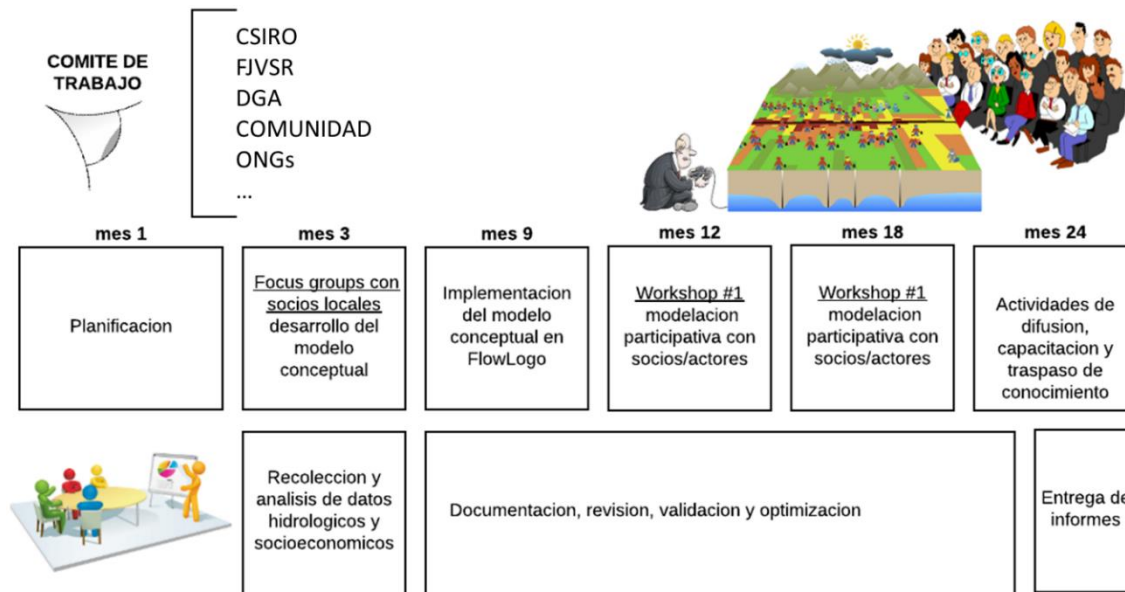 COMITE DE
TRABAJO
CSIRO
FJVSR
DGA
COMUNIDAD
ONGs
...
mes 1
mes 3
mes 9
mes 12
mes 18
mes 24
Planificacion
Focus groups con
socios locales
desarrollo del
modelo
conceptual
Implementacion
del modelo
conceptual en
FlowLogo
Workshop #1
modelacion
participativa con
socios/actores
Workshop #1
modelacion
participativa con
socios/actores
Actividades de
difusion,
capacitacion y
traspaso de
conocimiento
Recoleccion y
analisis de datos
hidrologicos y
socioeconomicos
Documentacion, revision, validacion y optimizacion
Entrega de
informes